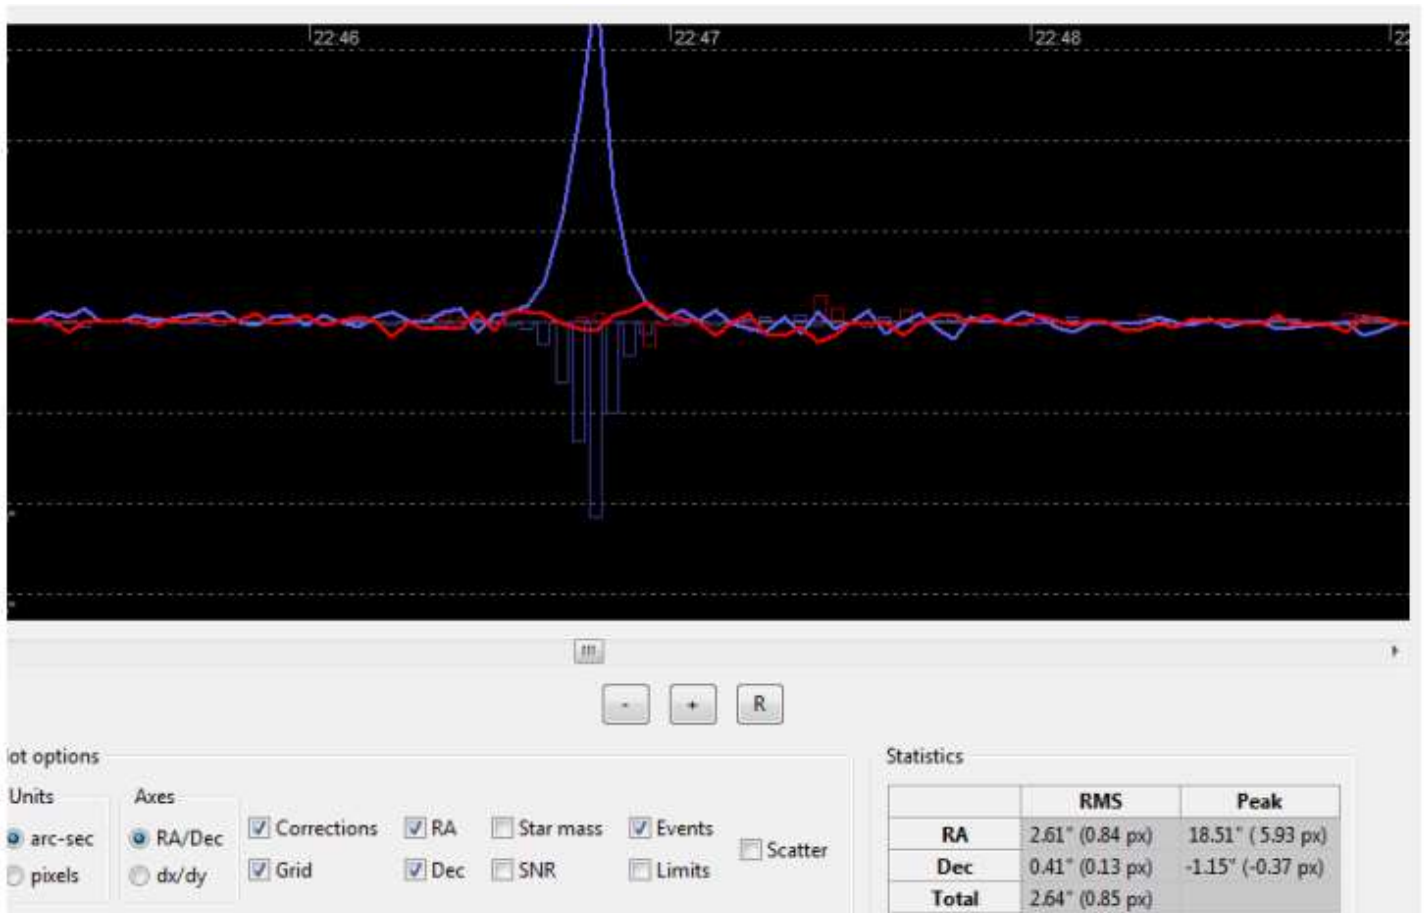 22:46 22:47 22:48 22
- + R
lot options Statistics
Units Axes
RMS Peak
Corrections RA Star mass Events
arc-sec RA/Dec Scatter
RA 2.61" (0.84 px) 18.51" ( 5.93 px)
pixels dx/dy Grid Dec SNR Limits
Dec 0.41" (0.13 px) -1.15" (-0.37 px)
Total 2.64" (0.85 px)